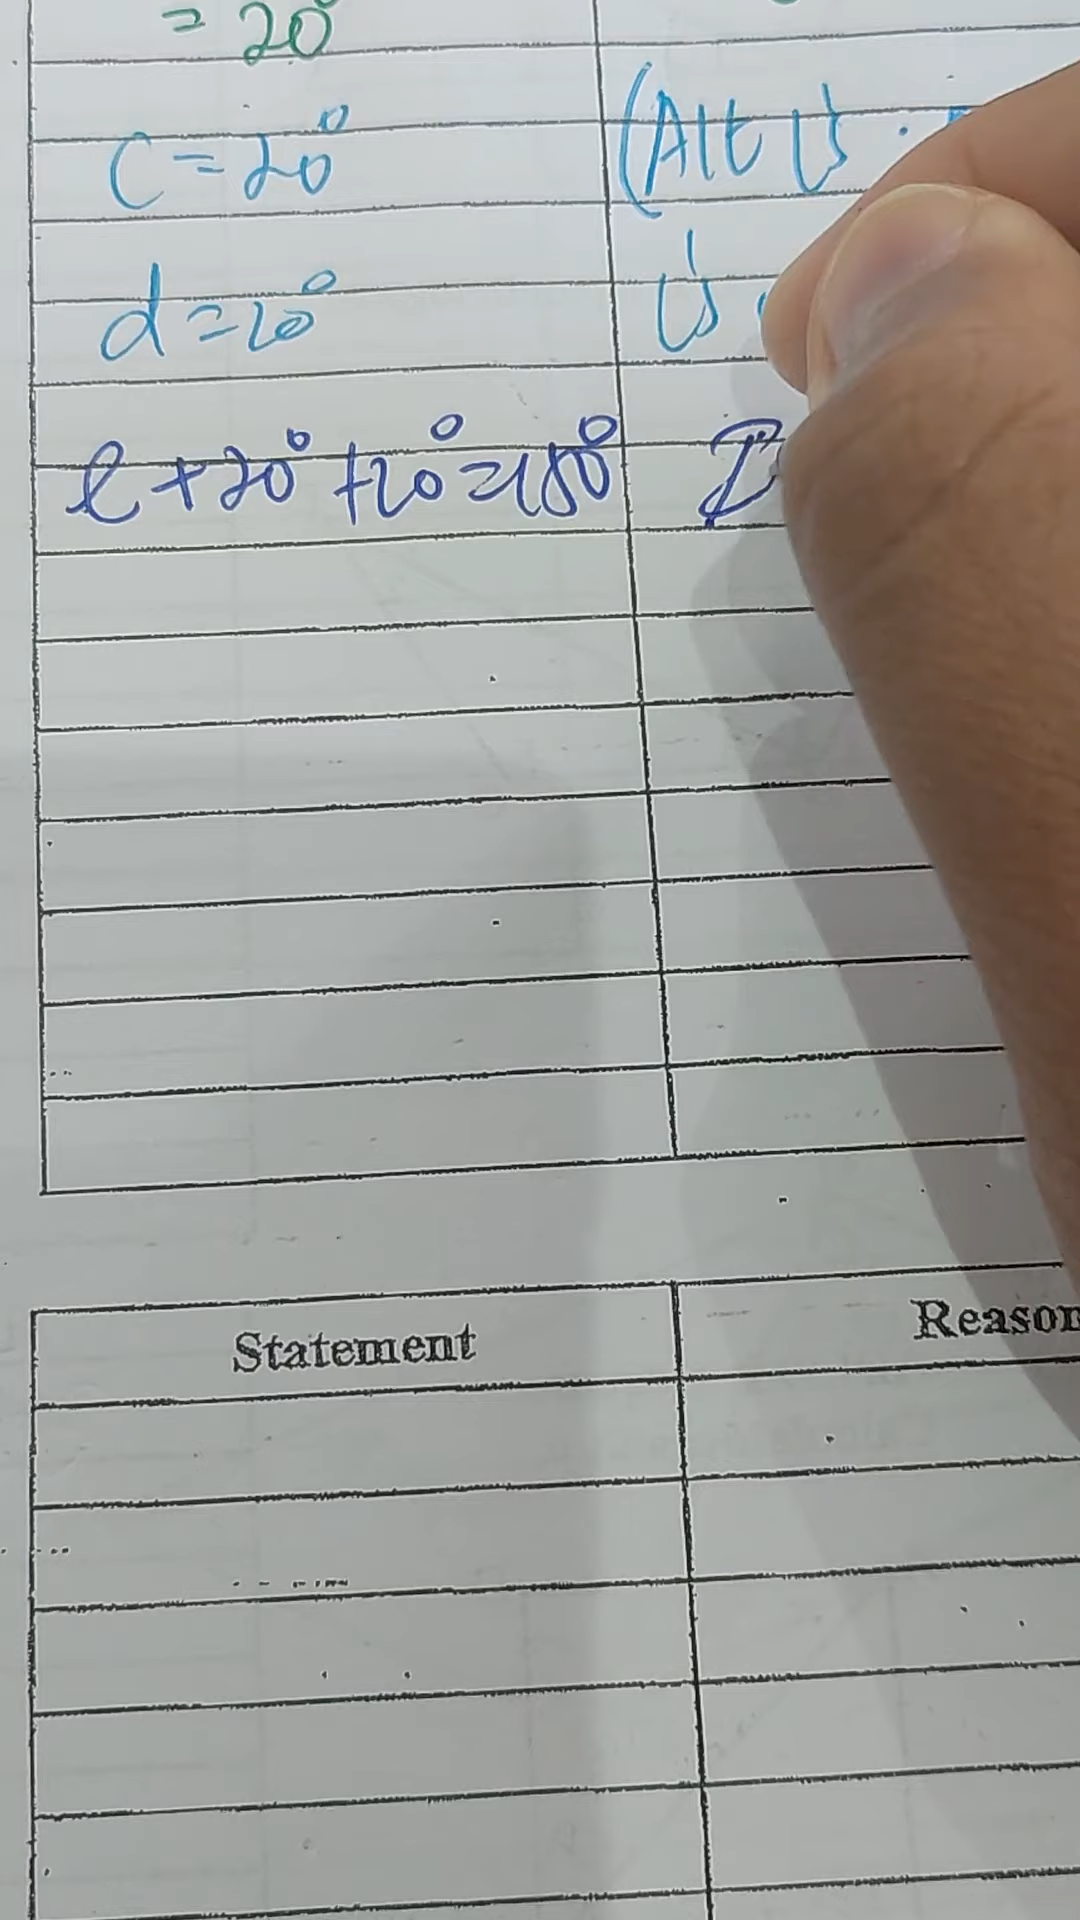 = 20°
c = 20°
(Alt
d = 20°
e + 20° + 20° = 180°
Statement
Reason